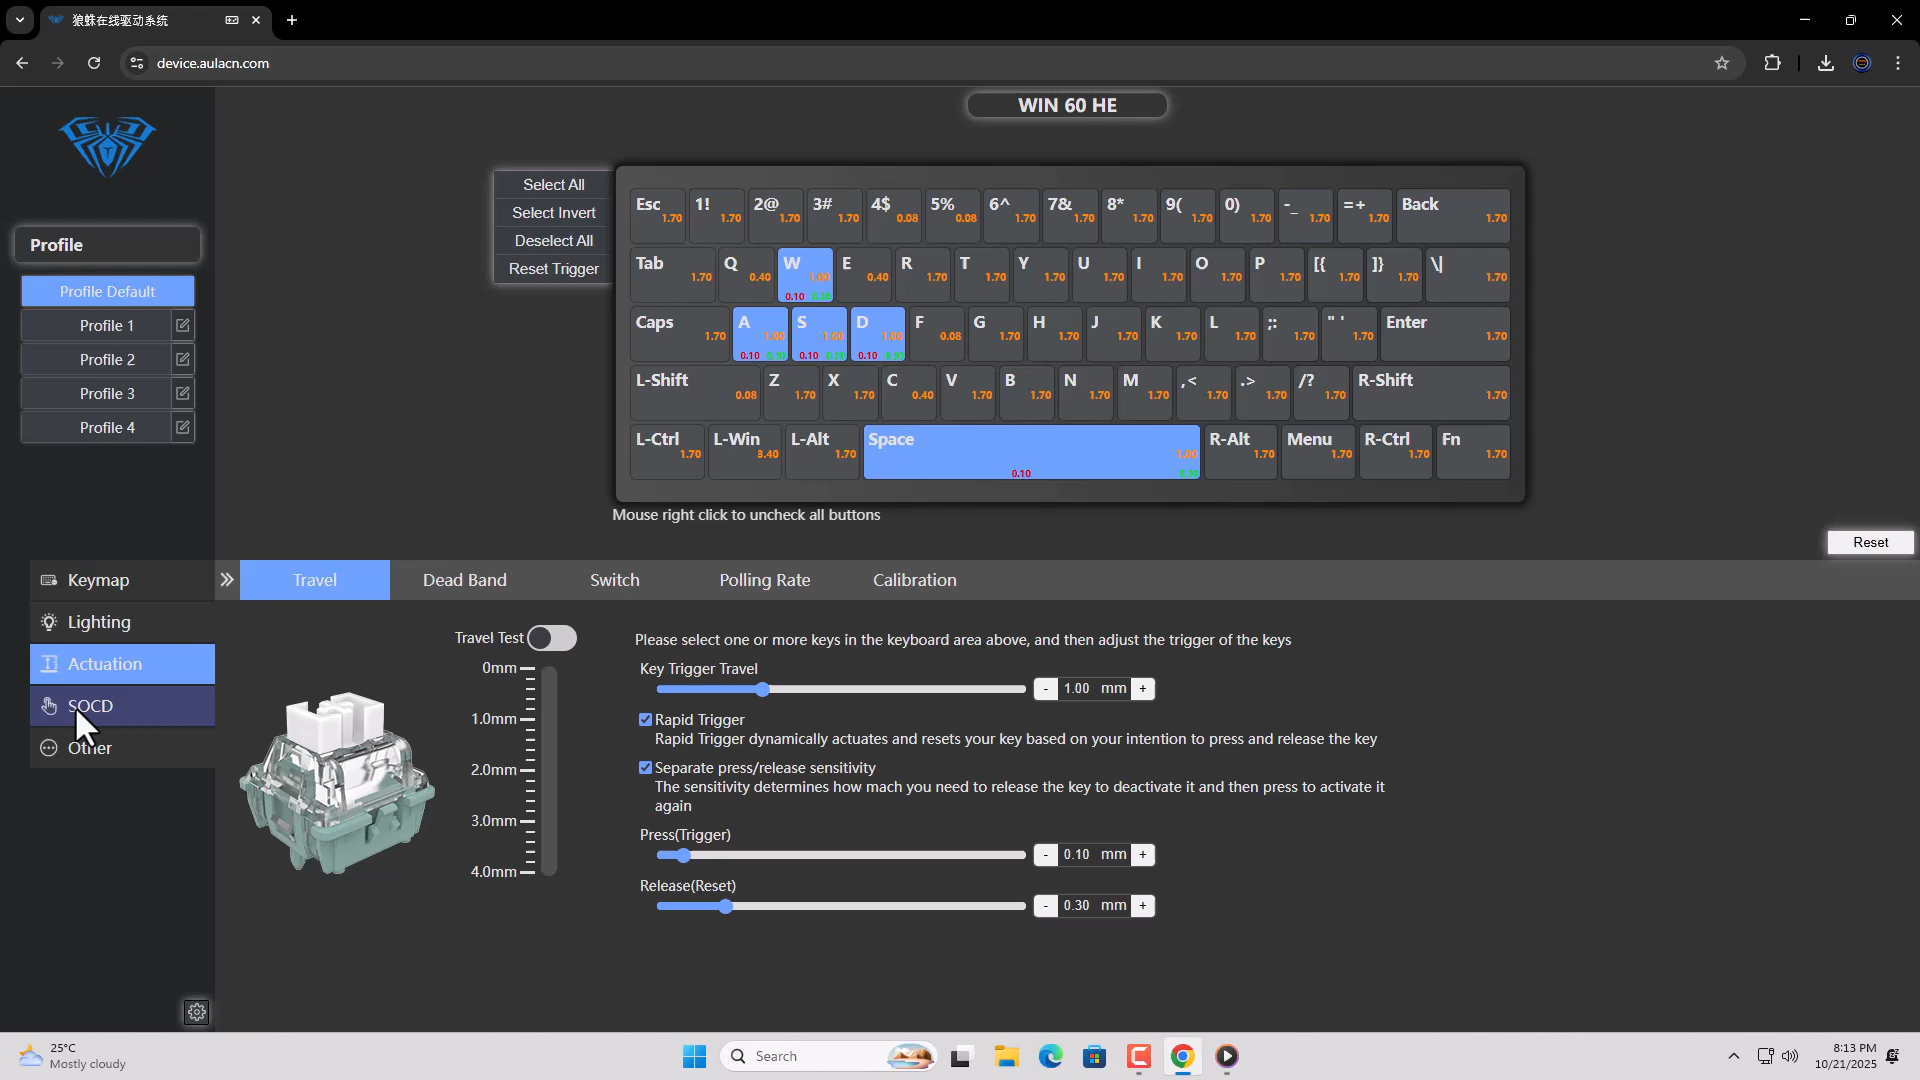 狼蛛在线驱动系统
device.aulacn.com
WIN 60 HE
Profile
Profile Default
Profile 1
Profile 2
Profile 3
Profile 4
Select All
Select Invert
Deselect All
Reset Trigger
Esc 1.70 1! 1.70 2@ 1.70 3# 1.70 4$ 0.08 5% 0.08 6^ 1.70 7& 1.70 8* 1.70 9( 1.70 0) 1.70 -_ 1.70 =+ 1.70 Back 1.70
Tab 1.70 Q 0.40 W 1.00 0.10 E 0.40 R 1.70 T 1.70 Y 1.70 U 1.70 I 1.70 O 1.70 P 1.70 [{ 1.70 ]} 1.70 \| 1.70
Caps 1.70 A 1.00 0.10 S 1.00 0.10 D 1.00 0.10 F 0.08 G 1.70 H 1.70 J 1.70 K 1.70 L 1.70 ;: 1.70 " ' 1.70 Enter 1.70
L-Shift 0.08 Z 1.70 X 1.70 C 0.40 V 1.70 B 1.70 N 1.70 M 1.70 ,< 1.70 .> 1.70 /? 1.70 R-Shift 1.70
L-Ctrl 1.70 L-Win 3.40 L-Alt 1.70 Space 1.00 0.10 R-Alt 1.70 Menu 1.70 R-Ctrl 1.70 Fn 1.70
Mouse right click to uncheck all buttons
Reset
Keymap
Lighting
Actuation
SOCD
Other
Travel Dead Band Switch Polling Rate Calibration
Travel Test
0mm
1.0mm
2.0mm
3.0mm
4.0mm
Please select one or more keys in the keyboard area above, and then adjust the trigger of the keys
Key Trigger Travel
- 1.00 mm +
Rapid Trigger
Rapid Trigger dynamically actuates and resets your key based on your intention to press and release the key
Separate press/release sensitivity
The sensitivity determines how mach you need to release the key to deactivate it and then press to activate it
again
Press(Trigger)
- 0.10 mm +
Release(Reset)
- 0.30 mm +
25°C
Mostly cloudy
Search
8:13 PM
10/21/2025